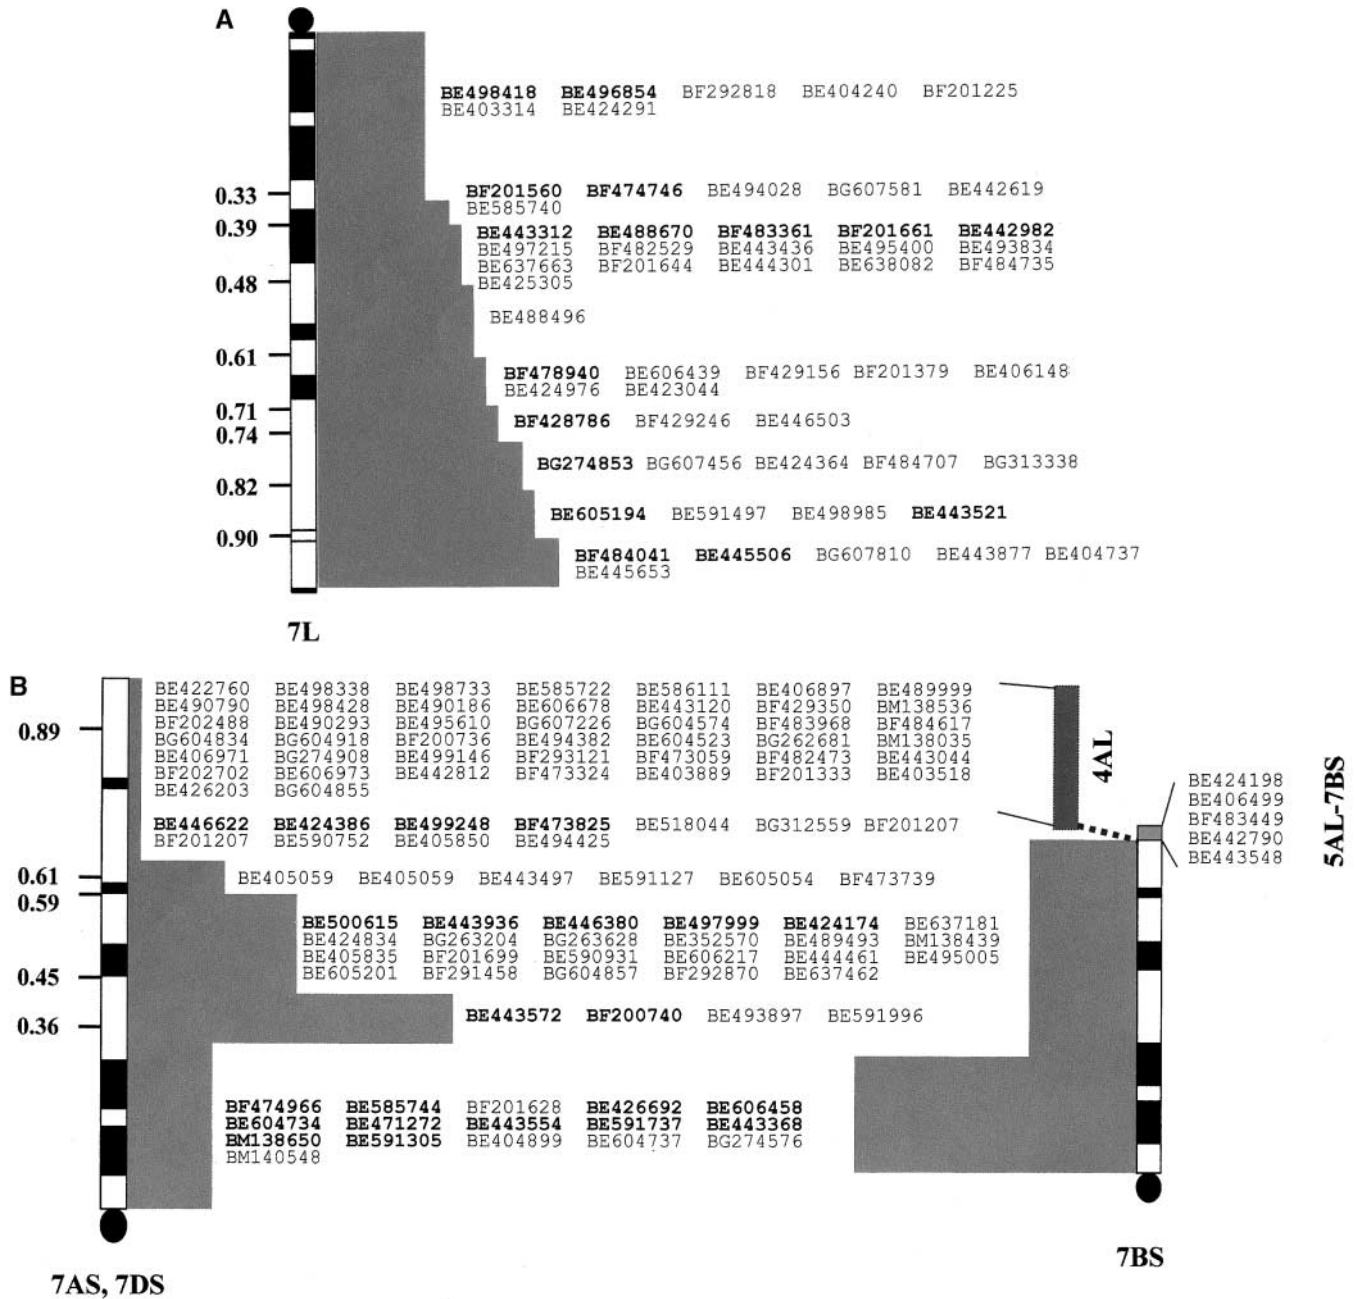 A
BE498418 BE496854 BF292818 BE404240 BF201225
BE403314 BE424291
0.33
BF201560 BF474746 BE494028 BG607581 BE442619
BE585740
0.39
BE443312 BE488670 BF483361 BF201661 BE442982
BE497215 BF482529 BE443436 BE495400 BE493834
BE637663 BF201644 BE444301 BE638082 BF484735
0.48
BE425305
BE488496
0.61
BF478940 BE606439 BF429156 BF201379 BE406148
BE424976 BE423044
0.71
BF428786 BF429246 BE446503
0.74
BG274853 BG607456 BE424364 BF484707 BG313338
0.82
BE605194 BE591497 BE498985 BE443521
0.90
BF484041 BE445506 BG607810 BE443877 BE404737
BE445653
7L
B
BE422760 BE498338 BE498733 BE585722 BE586111 BE406897 BE489999
BE490790 BE498428 BE490186 BE606678 BE443120 BF429350 BM138536
BF202488 BE490293 BE495610 BG607226 BG604574 BF483968 BF484617
0.89
BG604834 BG604918 BF200736 BE494382 BE604523 BG262681 BM138035
BE406971 BG274908 BE499146 BF293121 BF473059 BF482473 BE443044
BF202702 BE606973 BE442812 BF473324 BE403889 BF201333 BE403518
BE426203 BG604855
4AL
BE424198
BE406499
BF483449
BE442790
BE443548
5AL-7BS
BE446622 BE424386 BE499248 BF473825 BE518044 BG312559 BF201207
BF201207 BE590752 BE405850 BE494425
0.61
BE405059 BE405059 BE443497 BE591127 BE605054 BF473739
0.59
BE500615 BE443936 BE446380 BE497999 BE424174 BE637181
BE424834 BG263204 BG263628 BE352570 BE489493 BM138439
BE405835 BF201699 BE590931 BE606217 BE444461 BE495005
BE605201 BF291458 BG604857 BF292870 BE637462
0.45
BE443572 BF200740 BE493897 BE591996
0.36
BF474966 BE585744 BF201628 BE426692 BE606458
BE604734 BE471272 BE443554 BE591737 BE443368
BM138650 BE591305 BE404899 BE604737 BG274576
BM140548
7BS
7AS, 7DS